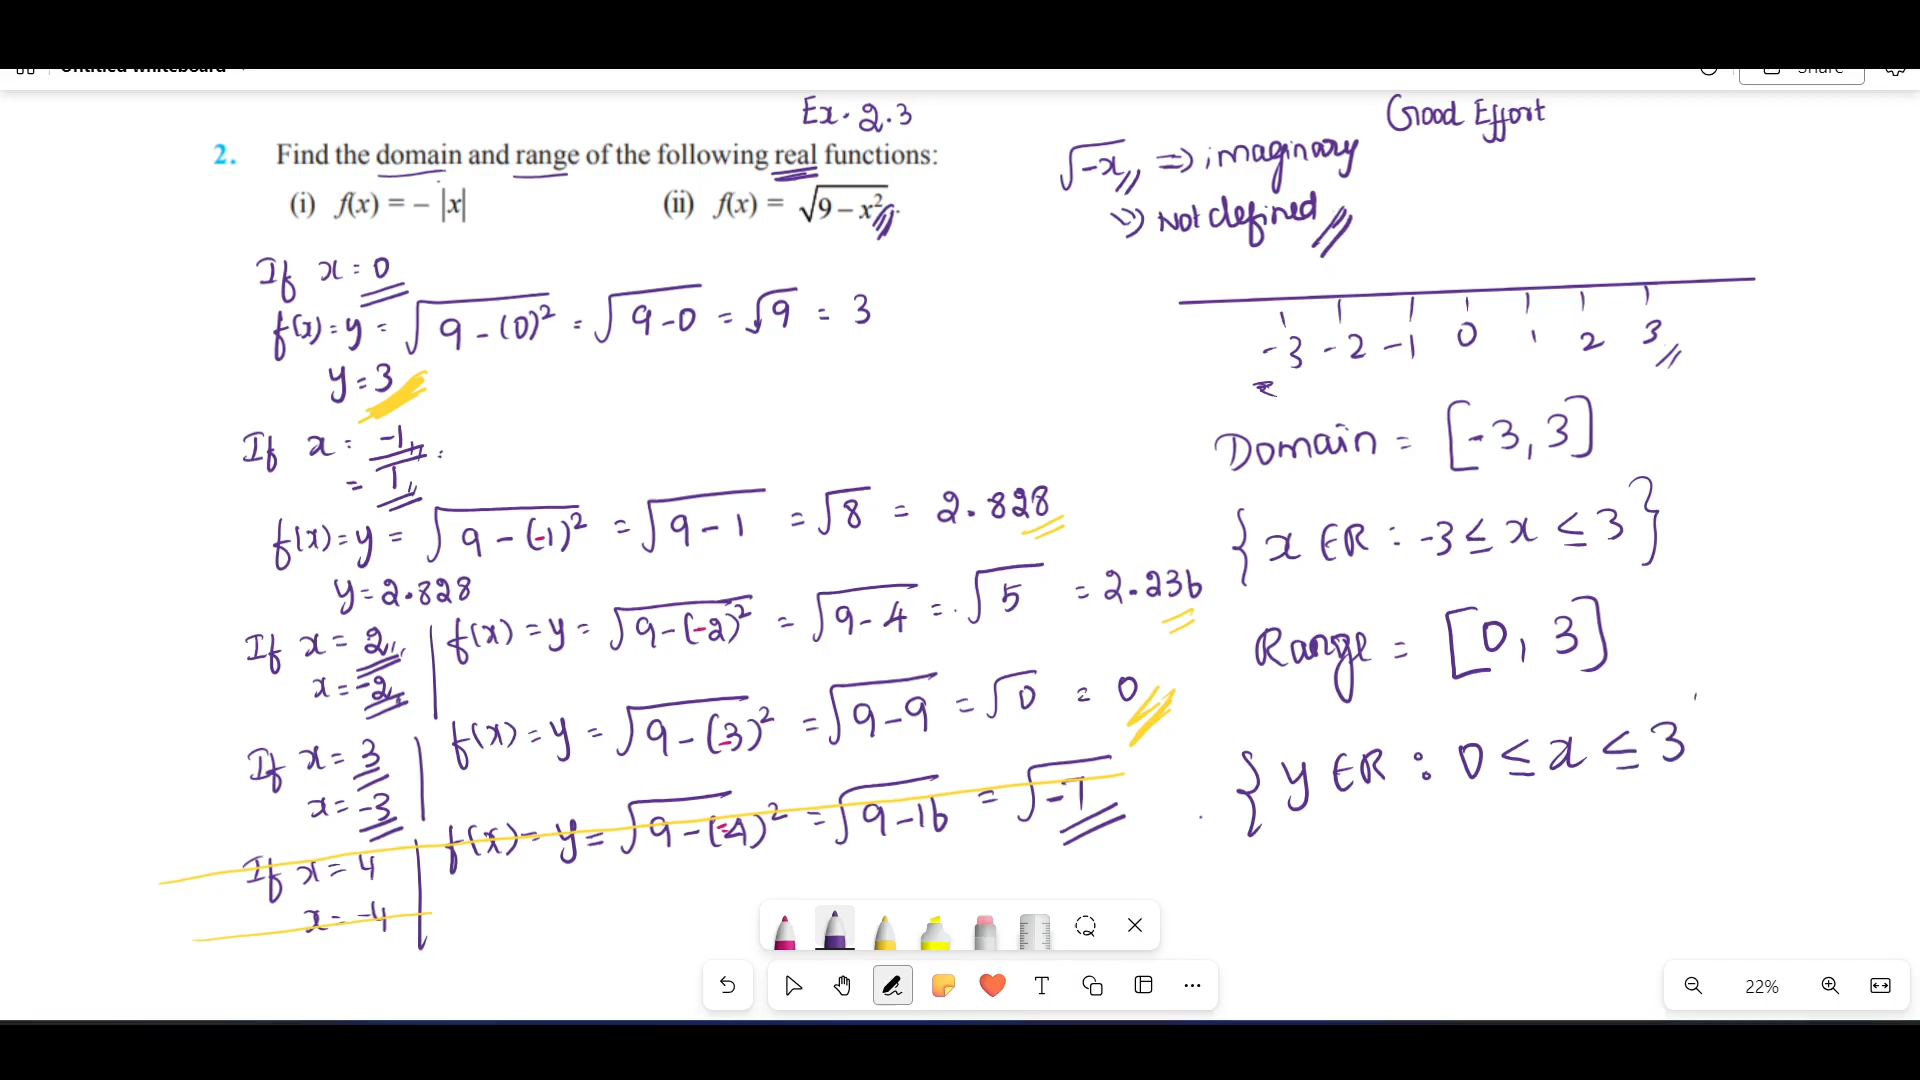 Untitled whiteboard
Share
Ex. 2.3
Good Effort
2. Find the domain and range of the following real functions:
(i) f(x) = – |x| (ii) f(x) = √9 – x².
√-x ⇒ imaginary
⇒ Not defined
If x = 0
f(x) = y = √9 - (0)² = √9-0 = √9 = 3
y = 3
-3 -2 -1 0 1 2 3
If x = -1
= 1
f(x) = y = √9 - (-1)² = √9 - 1 = √8 = 2.828
y = 2.828
If x = 2
x = -2
f(x) = y = √9-(-2)² = √9-4 = √5 = 2.236
If x = 3
x = -3
f(x) = y = √9-(-3)² = √9-9 = √0 = 0
If x = 4
x = -4
f(x) = y = √9-(-4)² = √9-16 = √-7
Domain = [-3, 3]
{x ∈ R : -3 ≤ x ≤ 3}
Range = [0, 3]
{y ∈ R : 0 ≤ x ≤ 3
22%